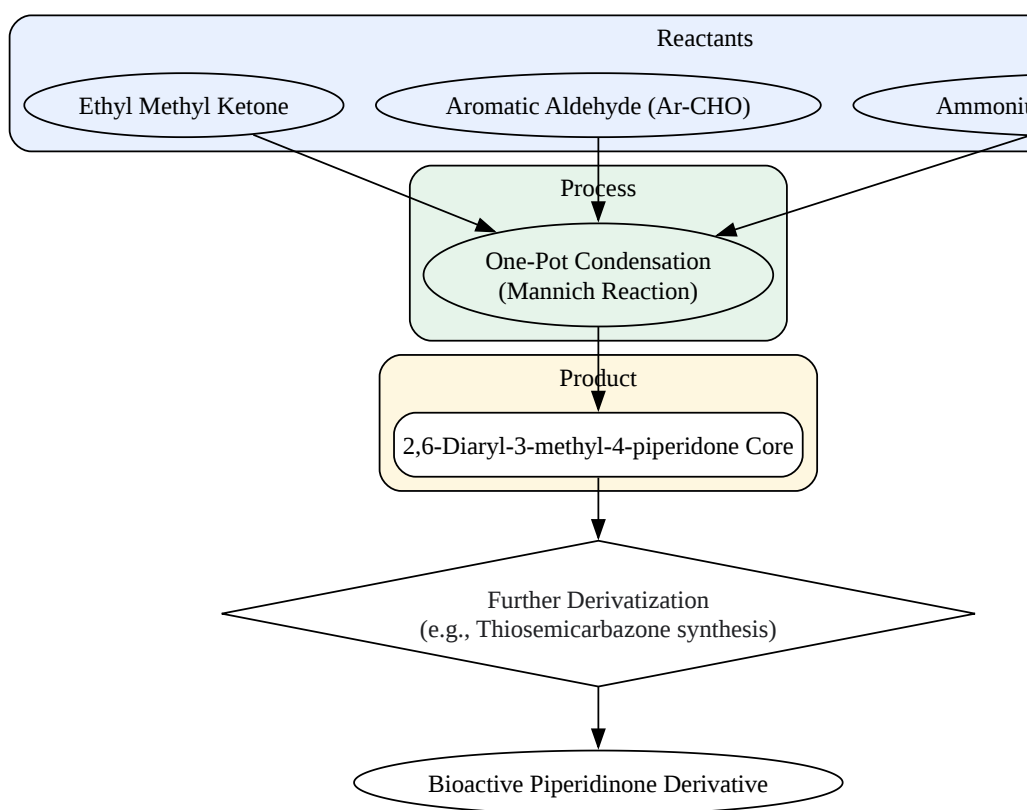 Reactants
Ethyl Methyl Ketone
Aromatic Aldehyde (Ar-CHO)
Process
One-Pot Condensation
(Mannich Reaction)
Product
2,6-Diaryl-3-methyl-4-piperidone Core
Further Derivatization
(e.g., Thiosemicarbazone synthesis)
Bioactive Piperidinone Derivative